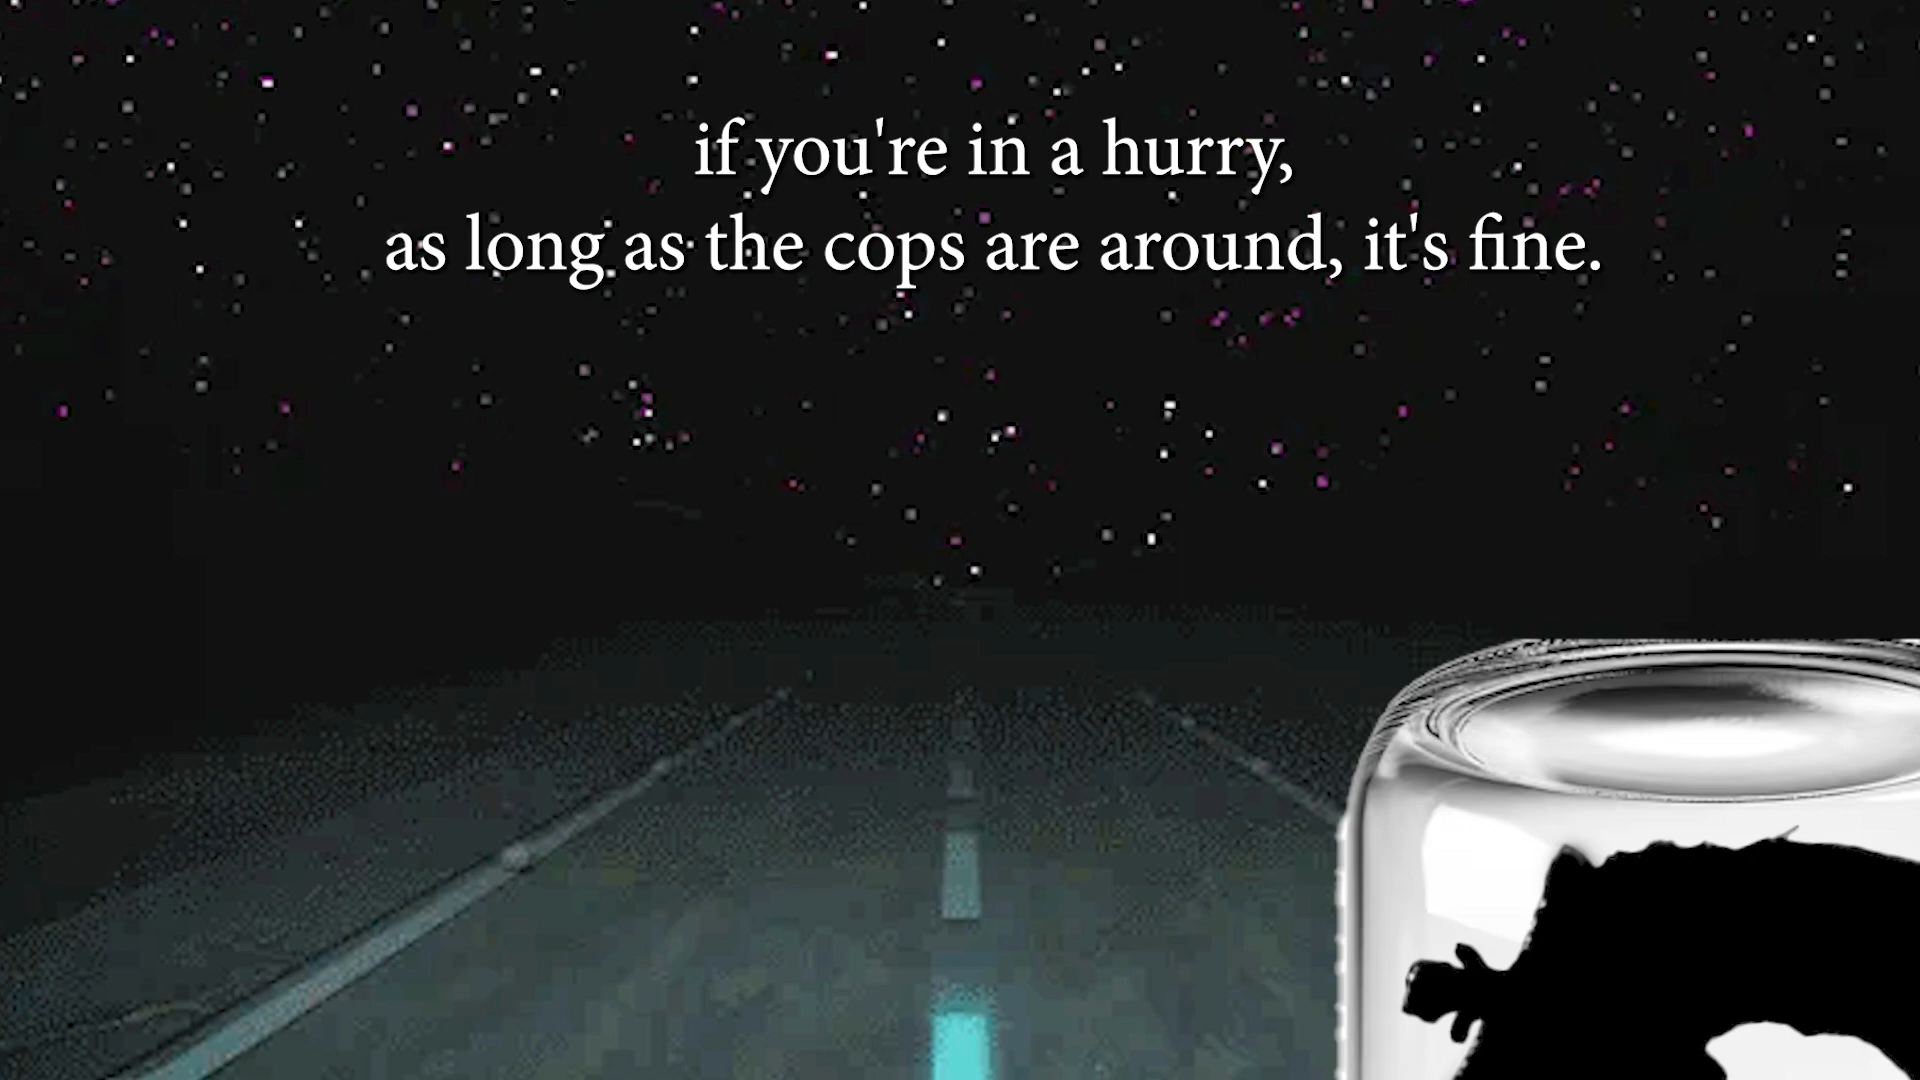 if you're in a hurry,
as long as the cops are around, it's fine.